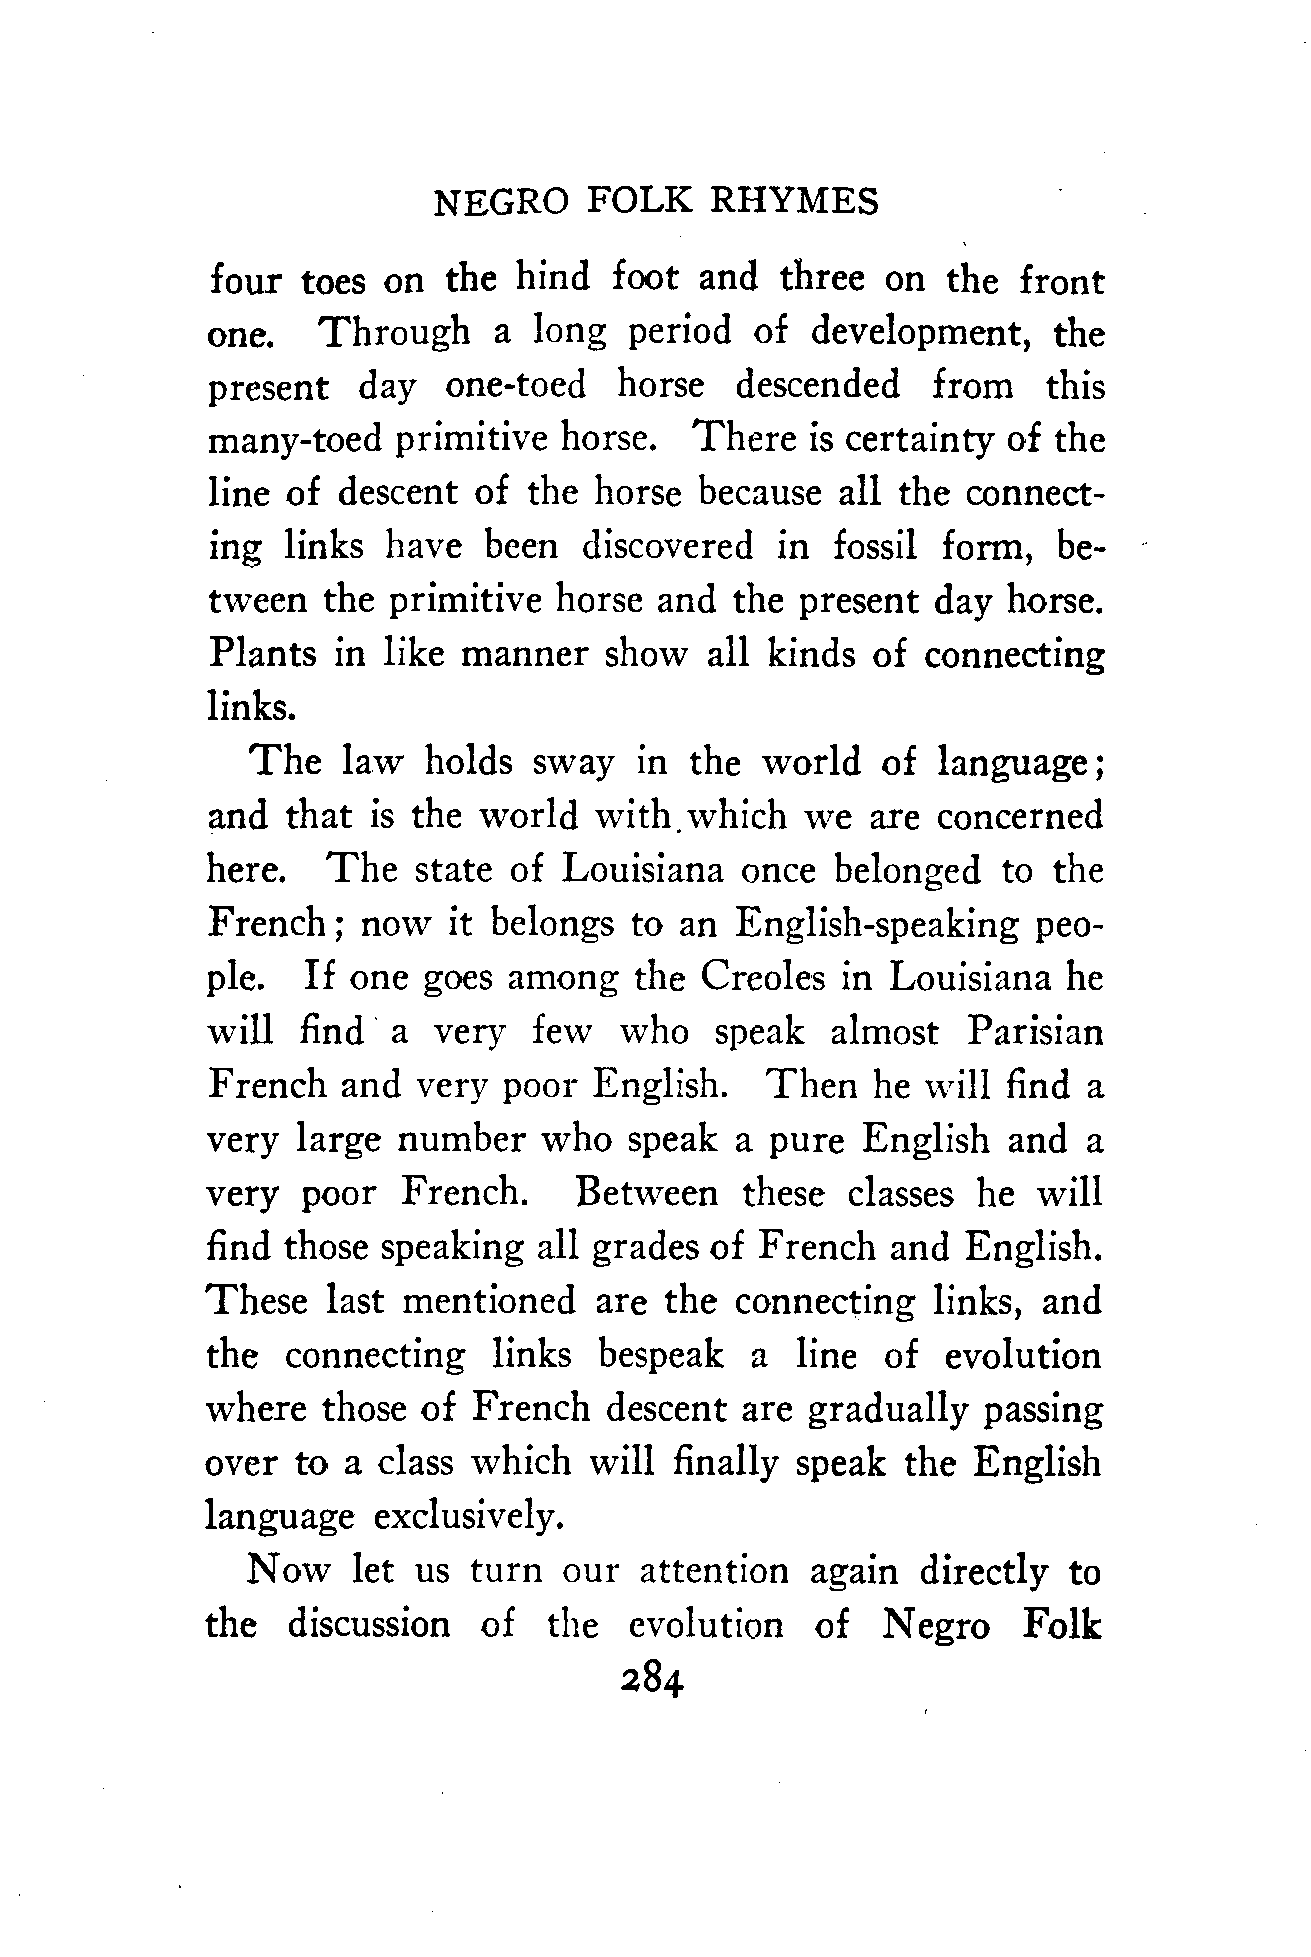 NEGRO FOLK RHYMES
four toes on the hind foot and three on the front
one. Through a long period of development, the
present day one-toed horse descended from this
many-toed primitive horse. There is certainty of the
line of descent of the horse because all the connect-
ing links have been discovered in fossil form, be-
tween the primitive horse and the present day horse.
Plants in like manner show all kinds of connecting
links.
The law holds sway in the world of language;
and that is the world with which we are concerned
here. The state of Louisiana once belonged to the
French; now it belongs to an English-speaking peo-
ple. If one goes among the Creoles in Louisiana he
will find a very few who speak almost Parisian
French and very poor English. Then he will find a
very large number who speak a pure English and a
very poor French. Between these classes he will
find those speaking all grades of French and English.
These last mentioned are the connecting links, and
the connecting links bespeak a line of evolution
where those of French descent are gradually passing
over to a class which will finally speak the English
language exclusively.
Now let us turn our attention again directly to
the discussion of the evolution of Negro Folk
284